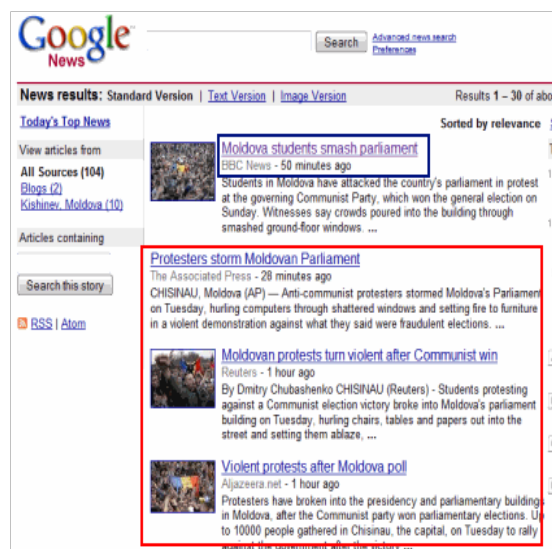 Google
News
Search
Advanced news search
Preferences
News results: Standard Version | Text Version | Image Version
Results 1 – 30 of abo
Today's Top News
Sorted by relevance
View articles from
All Sources (104)
Blogs (2)
Kishinev, Moldova (10)
Articles containing
Search this story
RSS | Atom
Moldova students smash parliament
BBC News - 50 minutes ago
Students in Moldova have attacked the country's parliament in protest
at the governing Communist Party, which won the general election on
Sunday. Witnesses say crowds poured into the building through
smashed ground-floor windows. ...
Protesters storm Moldovan Parliament
The Associated Press - 28 minutes ago
CHISINAU, Moldova (AP) — Anti-communist protesters stormed Moldova's Parliament
on Tuesday, hurling computers through shattered windows and setting fire to furniture
in a violent demonstration against what they said were fraudulent elections. ...
Moldovan protests turn violent after Communist win
Reuters - 1 hour ago
By Dmitry Chubashenko CHISINAU (Reuters) - Students protesting
against a Communist election victory broke into Moldova's parliament
building on Tuesday, hurling chairs, tables and papers out into the
street and setting them ablaze, ...
Violent protests after Moldova poll
Aljazeera.net - 1 hour ago
Protesters have broken into the presidency and parliamentary buildings
in Moldova, after the Communist party won parliamentary elections. Up
to 10000 people gathered in Chisinau, the capital, on Tuesday to rally
against the government after the victory ...